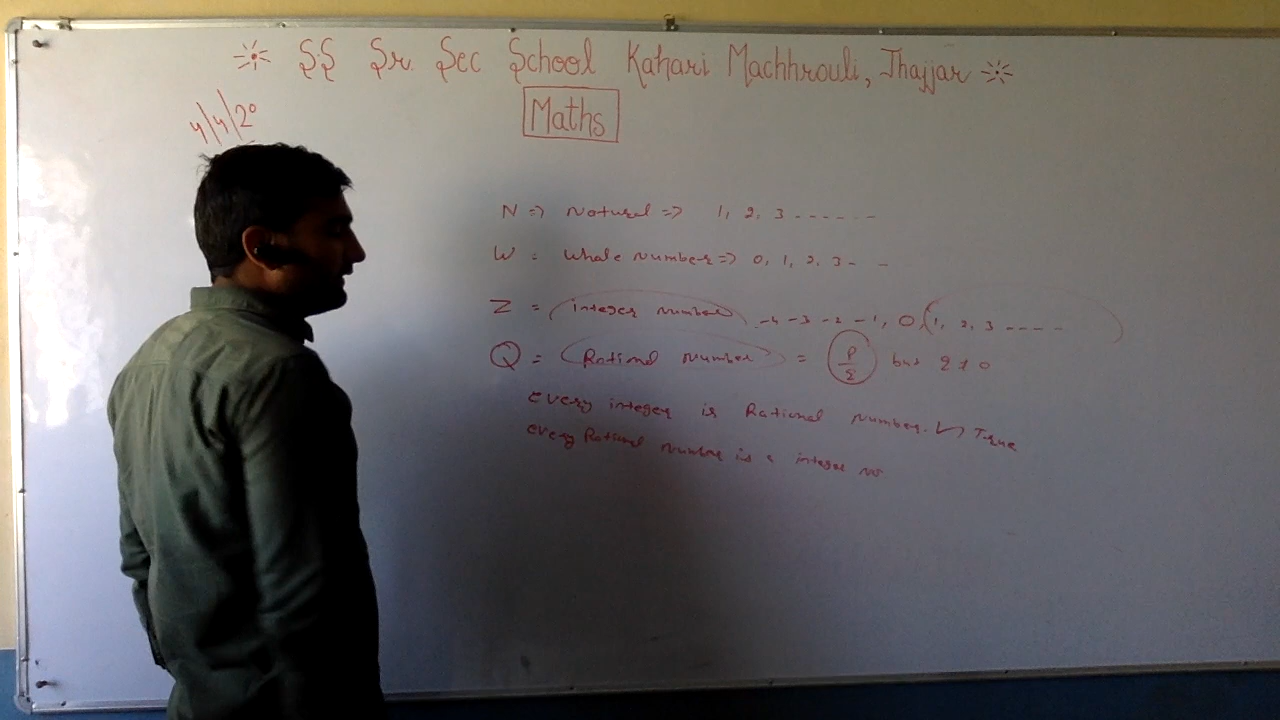 SS Sr. Sec School Kahari Machhrouli, Jhajjar
4/4/20
Maths
N => Natural => 1, 2, 3 ------
W = Whole Number => 0, 1, 2, 3 - -
Z = integer number -4 -3 -2 -1, 0, 1, 2, 3 ----
Q = Rational Number = p/q but q ≠ 0
every integer is Rational Number. True
every Rational number is a integer no